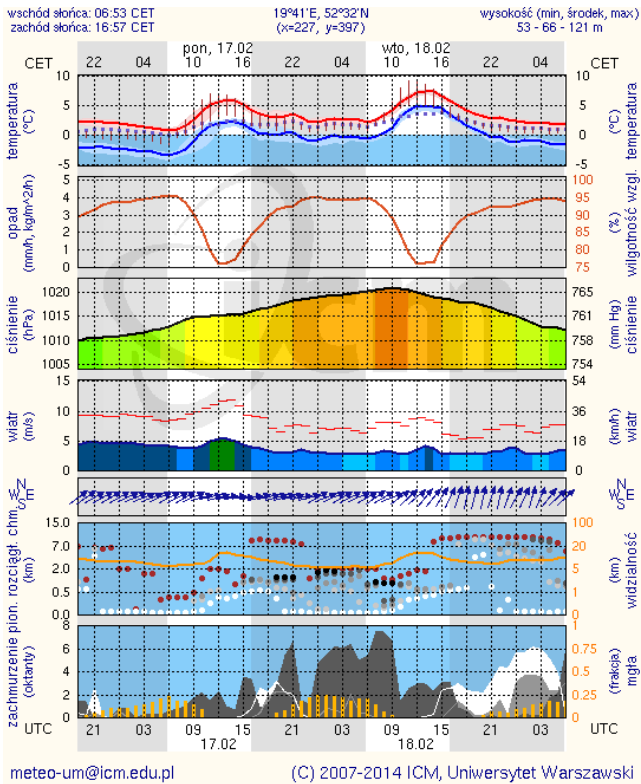 wschód słońca: 06:53 CET 19°41'E, 52°32'N wysokość (min, środek, max)
zachód słońca: 16:57 CET (x=227, y=397) 53 - 66 - 121 m
pon, 17.02 wto, 18.02
CET 22 04 10 16 22 04 10 16 22 04 CET
temperatura (°C) 10 5 0 -5 10 5 0 -5 temperatura (°C)
opad (mm/h, kg/m^2/h) 5 4 3 2 1 0 100 95 90 85 80 75 wilgotność wzgl. (%)
ciśnienie (hPa) 1020 1015 1010 1005 765 761 758 754 ciśnienie (mm Hg)
wiatr (m/s) 15 10 5 0 54 36 18 0 wiatr (km/h)
N W E S N W E S
pion. rozciągł. chm. (km) 15.0 7.0 2.0 0.5 0.0 100 20 5 1 0 widzialność (km)
zachmurzenie (oktanty) 8 6 4 2 0 1 0.75 0.5 0.25 0 mgła (frakcja)
UTC 21 03 09 15 21 03 09 15 21 03 UTC
17.02 18.02
icm
meteo-um@icm.edu.pl (C) 2007-2014 ICM, Uniwersytet Warszawski